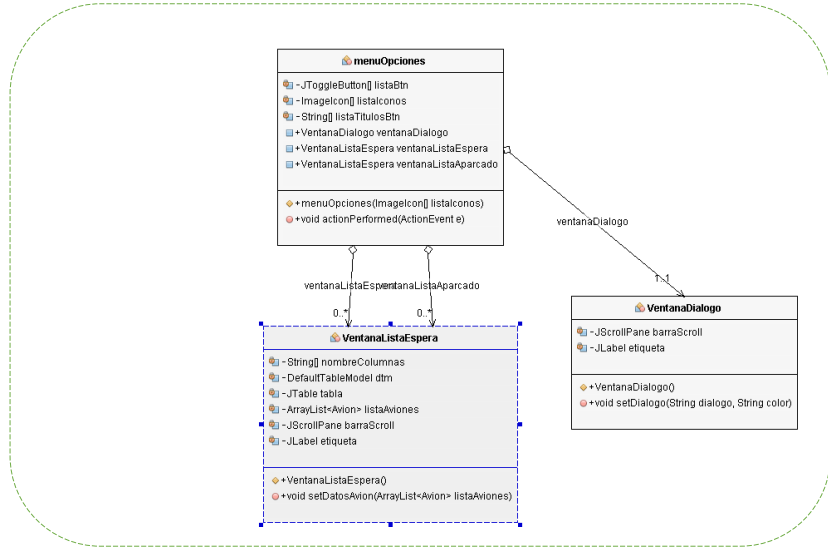 menuOpciones
-JToggleButton[] listaBtn
-ImageIcon[] listaIconos
-String[] listaTitulosBtn
+VentanaDialogo ventanaDialogo
+VentanaListaEspera ventanaListaEspera
+VentanaListaEspera ventanaListaAparcado
+menuOpciones(ImageIcon[] listaIconos)
+void actionPerformed(ActionEvent e)
ventanaDialogo
1..1
ventanaListaEspera
ventanaListaAparcado
0..*
0..*
VentanaListaEspera
-String[] nombreColumnas
-DefaultTableModel dtm
-JTable tabla
-ArrayList<Avion> listaAviones
-JScrollPane barraScroll
-JLabel etiqueta
+VentanaListaEspera()
+void setDatosAvion(ArrayList<Avion> listaAviones)
VentanaDialogo
-JScrollPane barraScroll
-JLabel etiqueta
+VentanaDialogo()
+void setDialogo(String dialogo, String color)